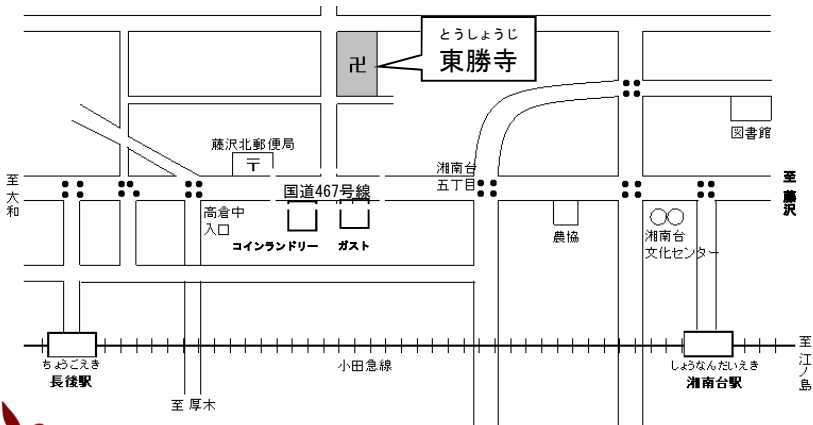 とうしょうじ
東勝寺
卍
図書館
藤沢北郵便局
〒
湘南台
五丁目
至大和
至藤沢
国道467号線
高倉中
入口
コインランドリー
ガスト
農協
湘南台
文化センター
ちょうごえき
長後駅
小田急線
しょうなんだいえき
湘南台駅
至江ノ島
至厚木